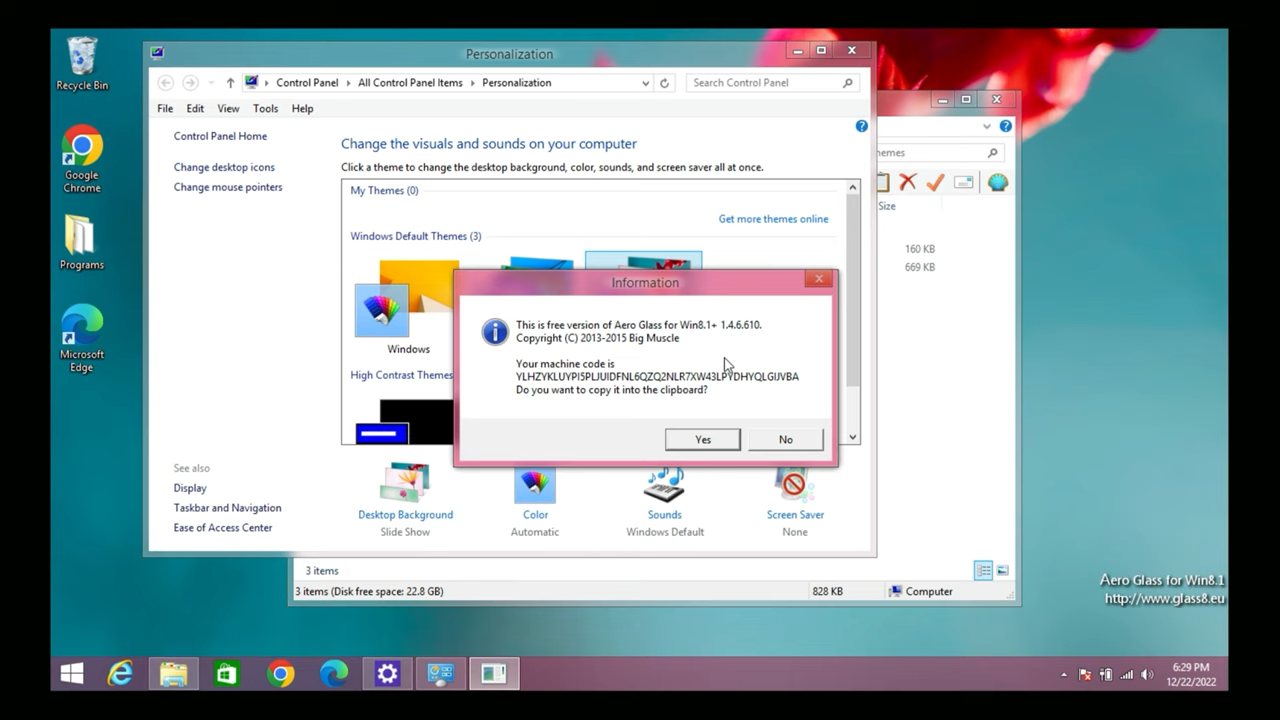 Recycle Bin
Google
Chrome
Programs
Microsoft
Edge
Personalization
Control Panel
All Control Panel Items
Personalization
Search Control Panel
File
Edit
View
Tools
Help
Control Panel Home
Change desktop icons
Change mouse pointers
See also
Display
Taskbar and Navigation
Ease of Access Center
Change the visuals and sounds on your computer
Click a theme to change the desktop background, color, sounds, and screen saver all at once.
My Themes (0)
Get more themes online
Windows Default Themes (3)
Windows
High Contrast Themes
Information
This is free version of Aero Glass for Win8.1+ 1.4.6.610.
Copyright (C) 2013-2015 Big Muscle
Your machine code is
Do you want to copy it into the clipboard?
Yes
No
Desktop Background
Slide Show
Color
Automatic
Sounds
Windows Default
Screen Saver
None
Size
160 KB
669 KB
3 items
3 items (Disk free space: 22.8 GB)
828 KB
Computer
Aero Glass for Win8.1
http://www.glass8.eu
6:29 PM
12/22/2022